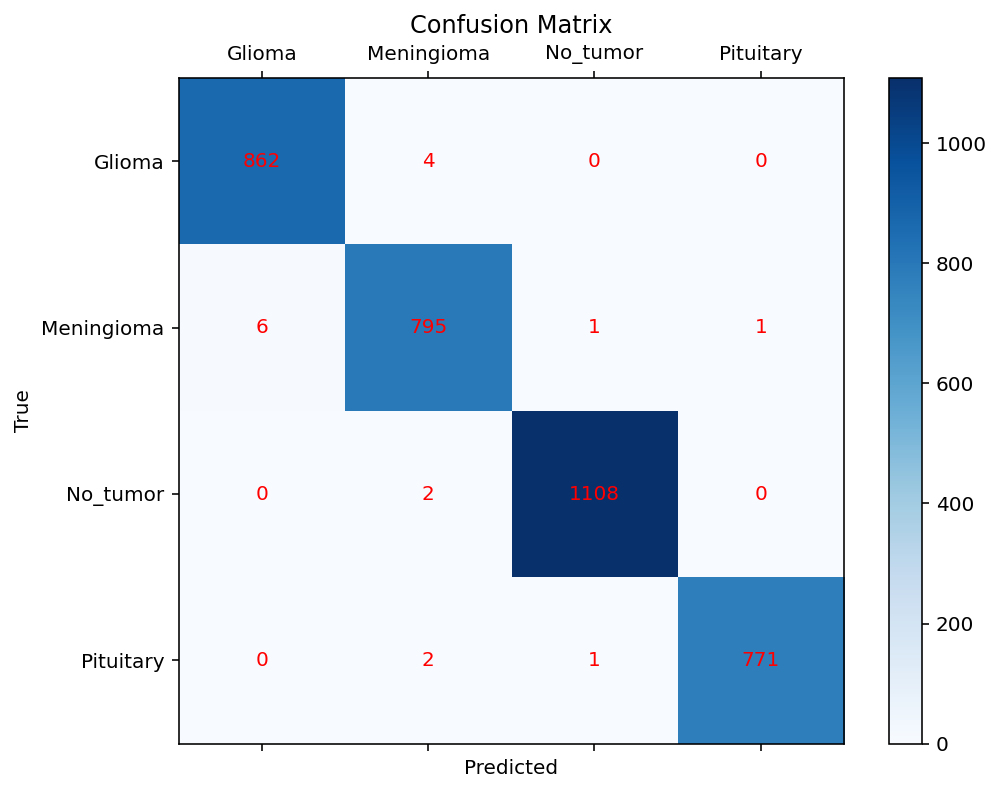 Confusion Matrix
Glioma Meningioma No_tumor Pituitary
Glioma 862 4 0 0
Meningioma 6 795 1 1
No_tumor 0 2 1108 0
Pituitary 0 2 1 771
True
Predicted
1000
800
600
400
200
0